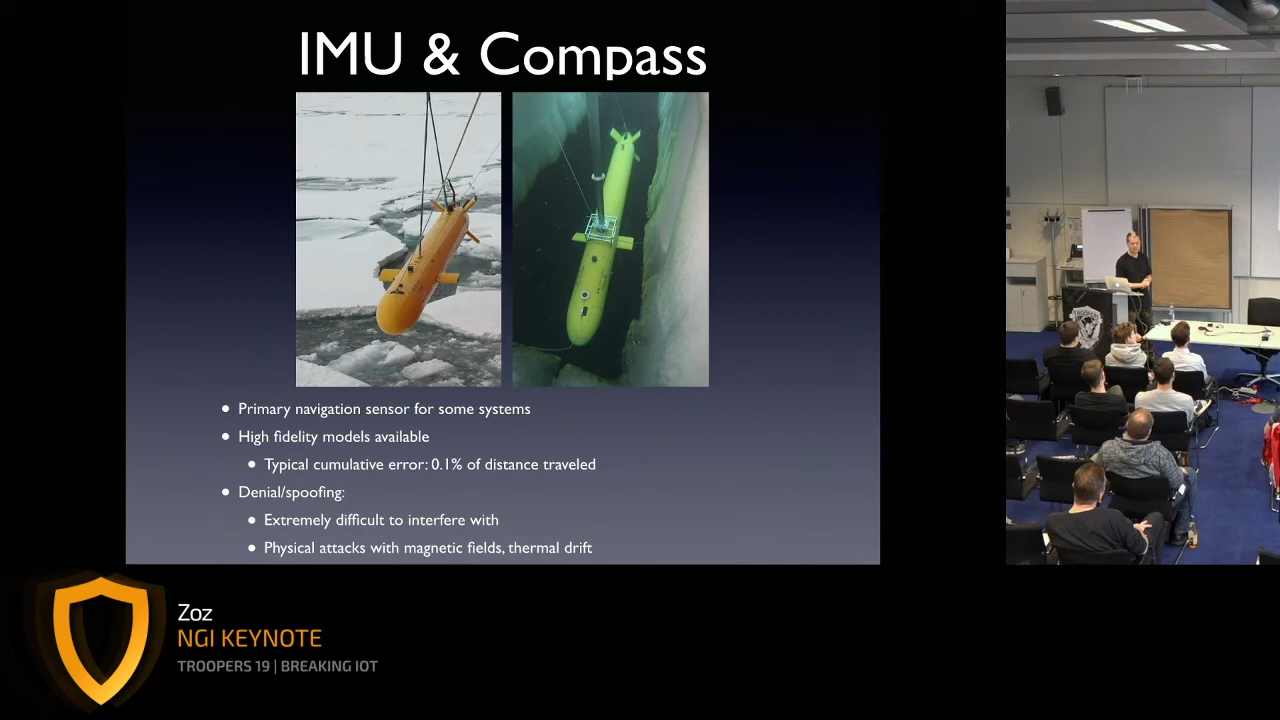 IMU & Compass
• Primary navigation sensor for some systems
• High fidelity models available
• Typical cumulative error: 0.1% of distance traveled
• Denial/spoofing:
• Extremely difficult to interfere with
• Physical attacks with magnetic fields, thermal drift
Zoz
NGI KEYNOTE
TROOPERS 19 | BREAKING IOT